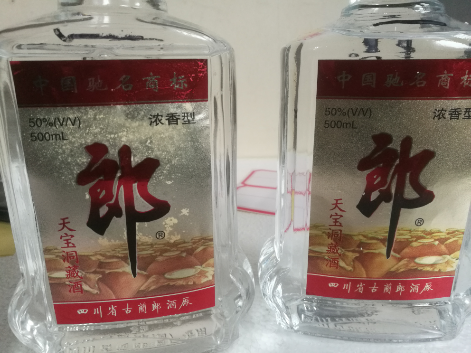 中国驰名商标
50%(V/V)
500mL
浓香型
郎
®
天宝洞藏酒
四川省古蔺郎酒厂
中国驰名商标
50%(V/V)
500mL
浓香型
郎
®
天宝洞藏酒
四川省古蔺郎酒厂